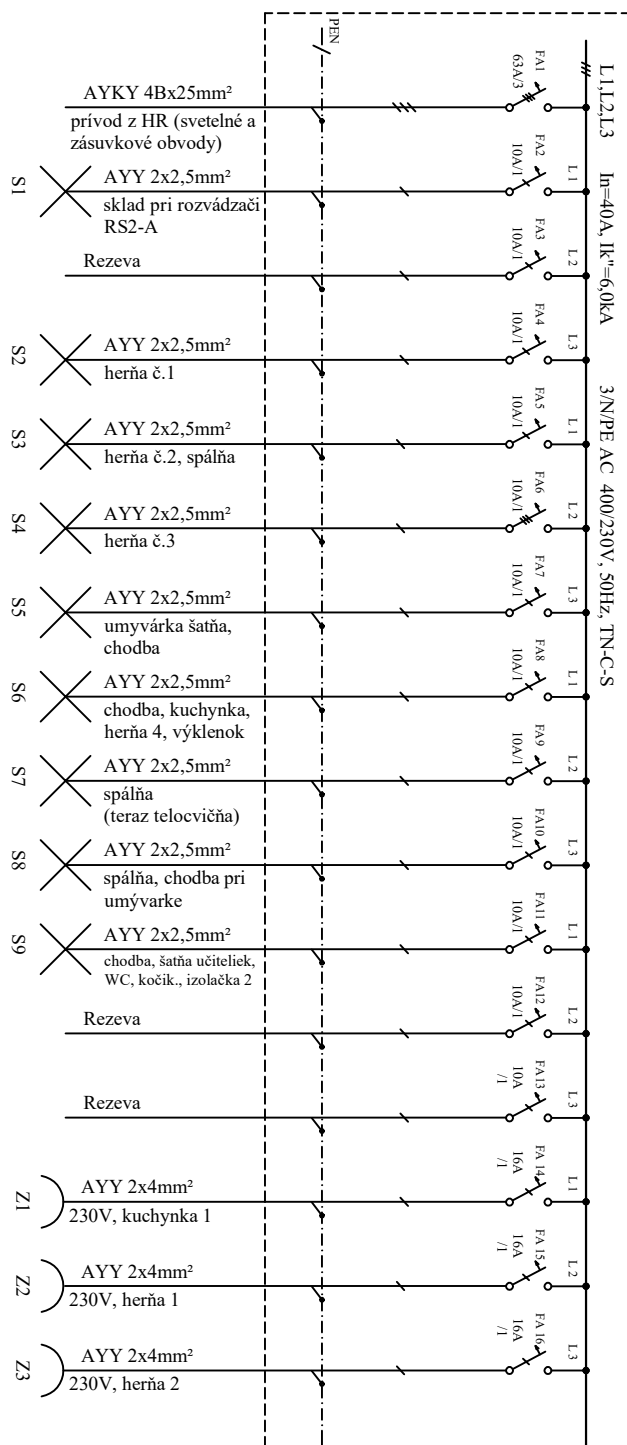 PEN
L1,L2,L3 In=40A, Ik"=6,0kA 3/N/PE AC 400/230V, 50Hz, TN-C-S
AYKY 4Bx25mm²
prívod z HR (svetelné a
zásuvkové obvody)
63A/3
FA1
S1
AYY 2x2,5mm²
sklad pri rozvádzači
RS2-A
10A/1
FA2
L1
Rezeva
10A/1
FA3
L2
S2
AYY 2x2,5mm²
herňa č.1
10A/1
FA4
L3
S3
AYY 2x2,5mm²
herňa č.2, spálňa
10A/1
FA5
L1
S4
AYY 2x2,5mm²
herňa č.3
10A/1
FA6
L2
S5
AYY 2x2,5mm²
umyvárka šatňa,
chodba
10A/1
FA7
L3
S6
AYY 2x2,5mm²
chodba, kuchynka,
herňa 4, výklenok
10A/1
FA8
L1
S7
AYY 2x2,5mm²
spálňa
(teraz telocvičňa)
10A/1
FA9
L2
S8
AYY 2x2,5mm²
spálňa, chodba pri
umývarke
10A/1
FA10
L3
S9
AYY 2x2,5mm²
chodba, šatňa učiteliek,
WC, kočik., izolačka 2
10A/1
FA11
L1
Rezeva
10A/1
FA12
L2
Rezeva
10A
/1
FA13
L3
Z1
AYY 2x4mm²
230V, kuchynka 1
16A
/1
FA 14
L1
Z2
AYY 2x4mm²
230V, herňa 1
16A
/1
FA 15
L2
Z3
AYY 2x4mm²
230V, herňa 2
16A
/1
FA 16
L3